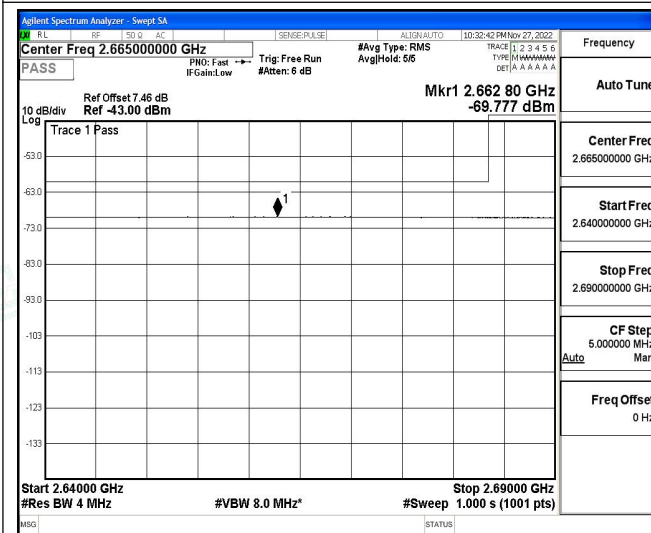 Agilent Spectrum Analyzer - Swept SA
RL RF 50 Ω AC SENSE:PULSE ALIGN AUTO 10:32:42 PM Nov 27, 2022
Center Freq 2.665000000 GHz
PASS
PNO: Fast
IFGain:Low
Trig: Free Run
#Atten: 6 dB
#Avg Type: RMS
Avg|Hold: 5/5
TRACE 1 2 3 4 5 6
TYPE M
DET A A A A A A
Ref Offset 7.46 dB
10 dB/div Ref -43.00 dBm
Log
Mkr1 2.662 80 GHz
-69.777 dBm
Trace 1 Pass
1
-53.0
-63.0
-73.0
-83.0
-93.0
-103
-113
-123
-133
Start 2.64000 GHz
#Res BW 4 MHz
#VBW 8.0 MHz*
Stop 2.69000 GHz
#Sweep 1.000 s (1001 pts)
MSG STATUS
Frequency
Auto Tune
Center Freq
2.665000000 GHz
Start Freq
2.640000000 GHz
Stop Freq
2.690000000 GHz
CF Step
5.000000 MHz
Auto Man
Freq Offset
0 Hz